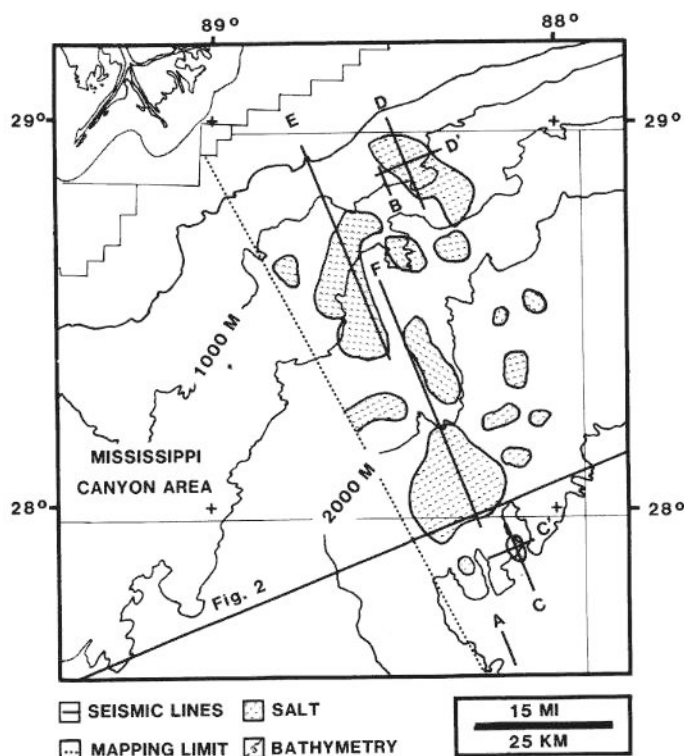 89° 88°
29° 29°
D
E
D'
B
F
1000 M
MISSISSIPPI
CANYON AREA
2000 M
28° 28°
C'
Fig. 2
C
A
SEISMIC LINES SALT 15 MI
MAPPING LIMIT BATHYMETRY 25 KM